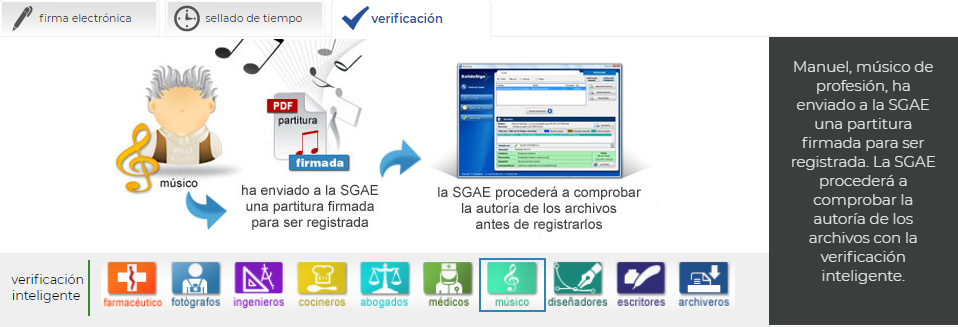 firma electrónica
sellado de tiempo
verificación
PDF
partitura
firmada
músico
ha enviado a la SGAE
una partitura firmada
para ser registrada
la SGAE procederá a comprobar
la autoría de los archivos
antes de registrarlos
Manuel, músico de
profesión, ha
enviado a la SGAE
una partitura
firmada para ser
registrada. La SGAE
procederá a
comprobar la
autoría de los
archivos con la
verificación
inteligente.
verificación
inteligente
farmacéutico
fotógrafos
ingenieros
cocineros
abogados
médicos
músico
diseñadores
escritores
archiveros